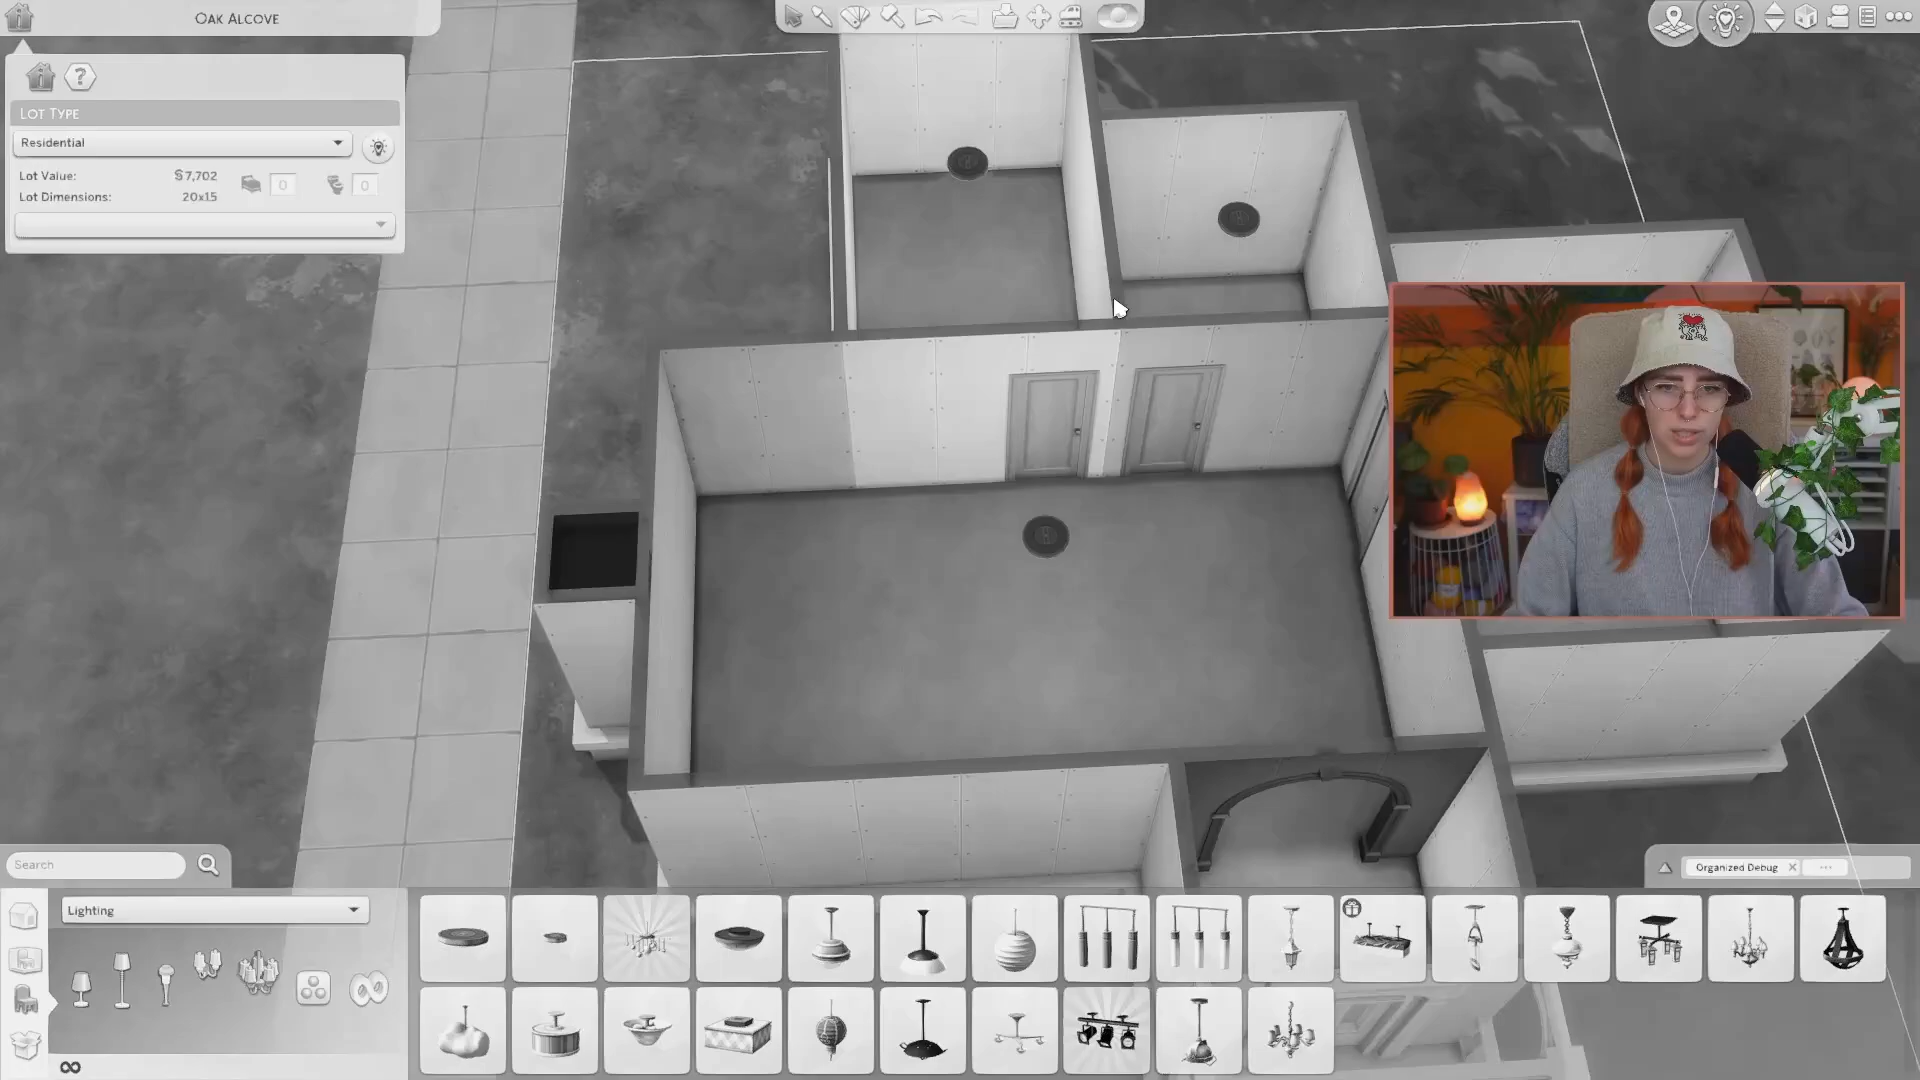 Oak Alcove
?
Lot Type
Residential
Lot Value: §7,702 0 0
Lot Dimensions: 20x15
Search
Organized Debug
Lighting